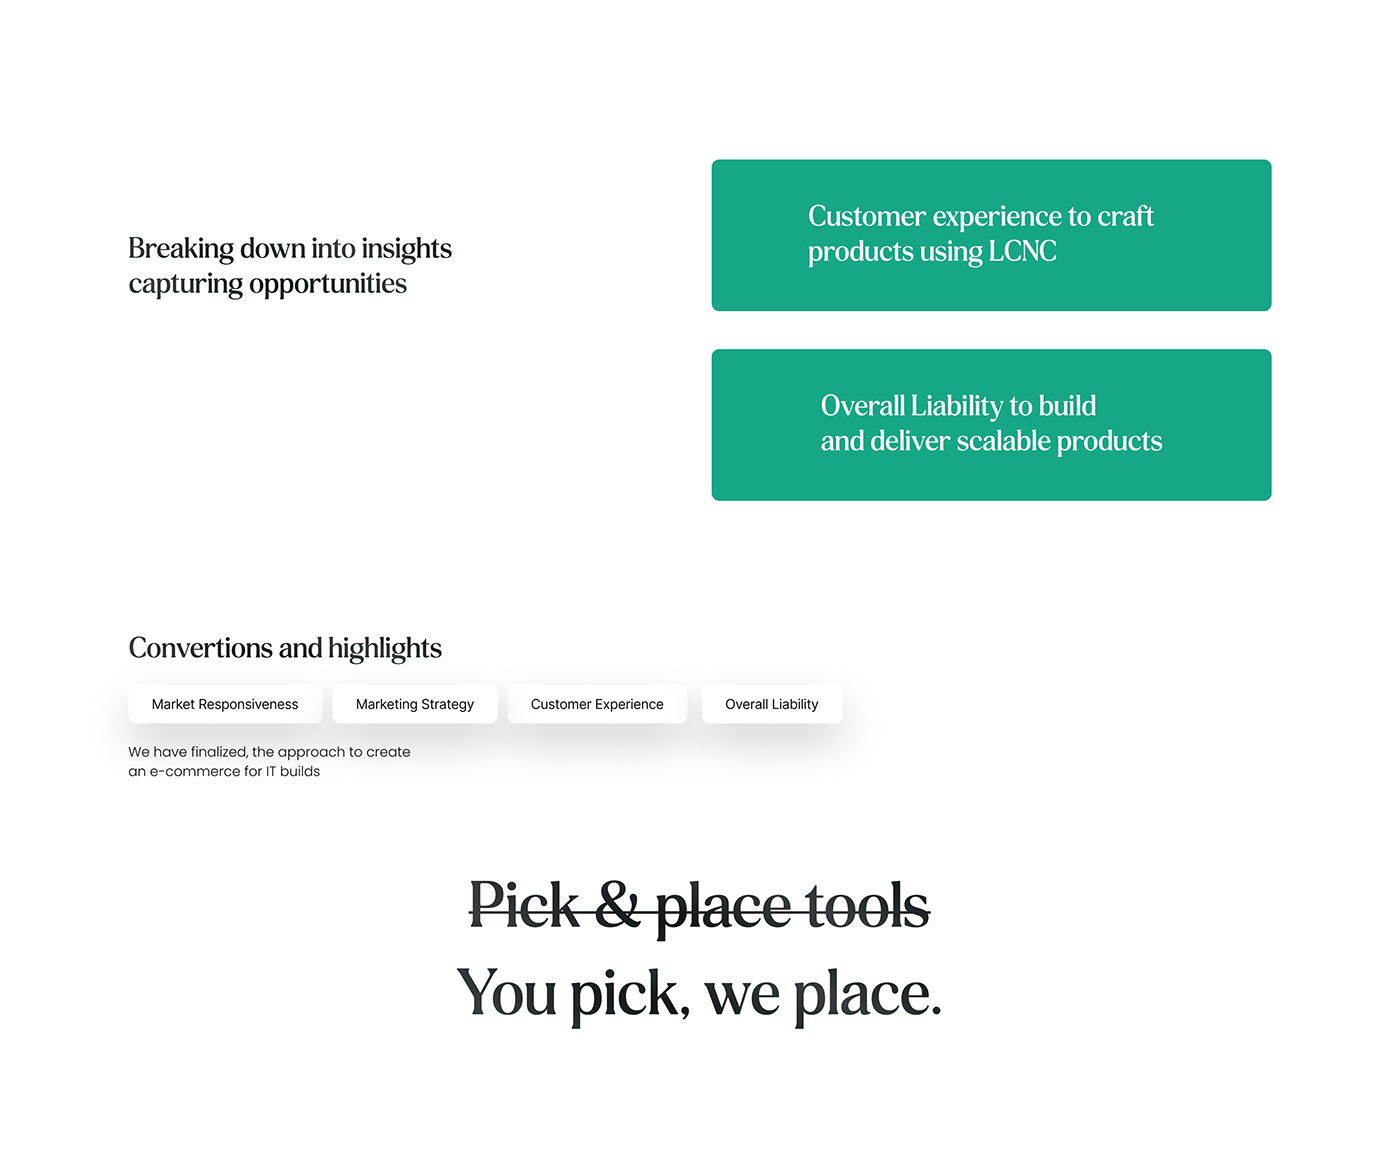 Breaking down into insights
capturing opportunities
Customer experience to craft
products using LCNC
Overall Liability to build
and deliver scalable products
Convertions and highlights
Market Responsiveness
Marketing Strategy
Customer Experience
Overall Liability
We have finalized, the approach to create
an e-commerce for IT builds
Pick & place tools
You pick, we place.